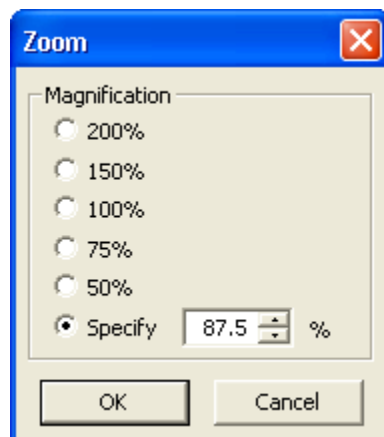 Zoom
Magnification
200%
150%
100%
75%
50%
Specify 87.5 %
OK Cancel